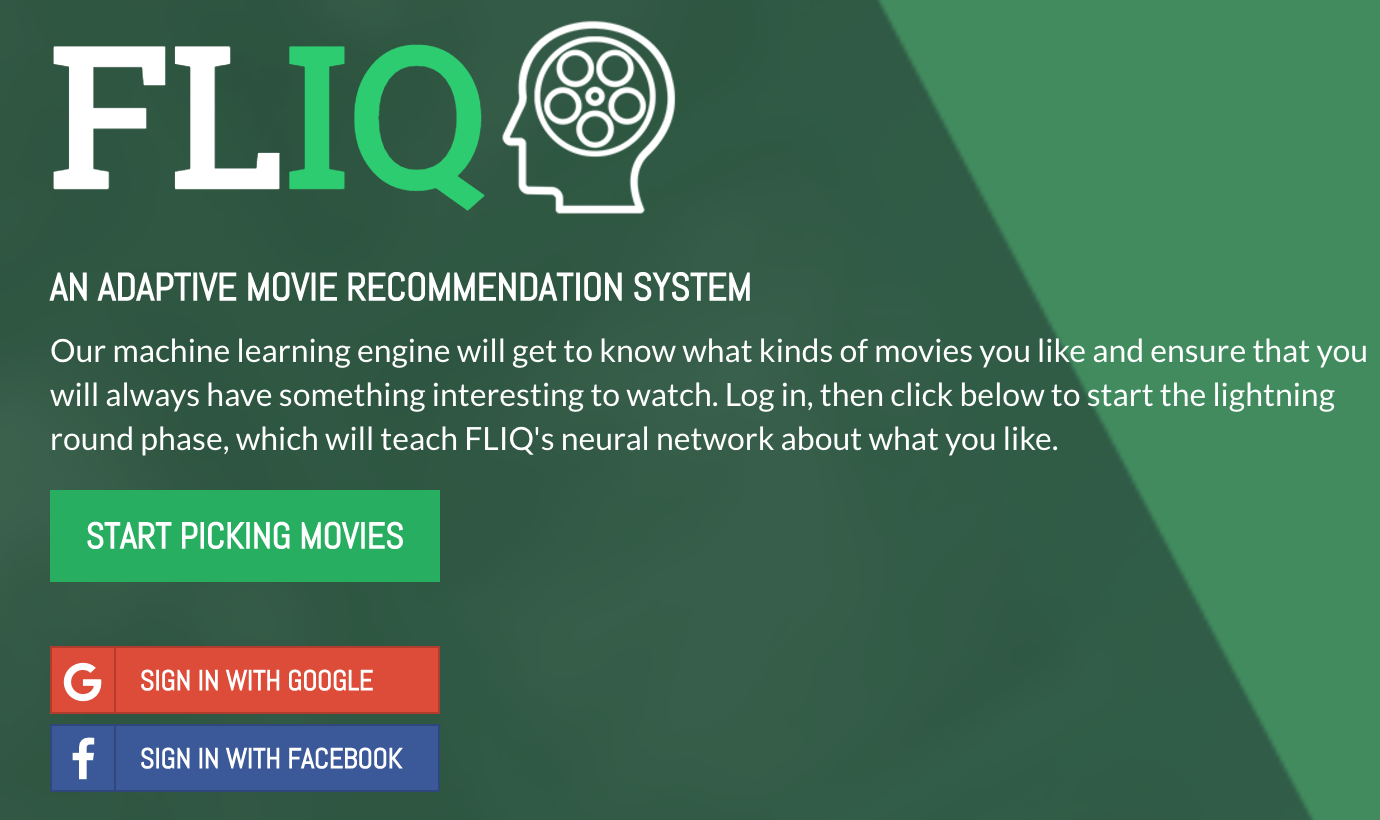 FLIQ
AN ADAPTIVE MOVIE RECOMMENDATION SYSTEM
Our machine learning engine will get to know what kinds of movies you like and ensure that you
will always have something interesting to watch. Log in, then click below to start the lightning
round phase, which will teach FLIQ's neural network about what you like.
START PICKING MOVIES
G SIGN IN WITH GOOGLE
f SIGN IN WITH FACEBOOK